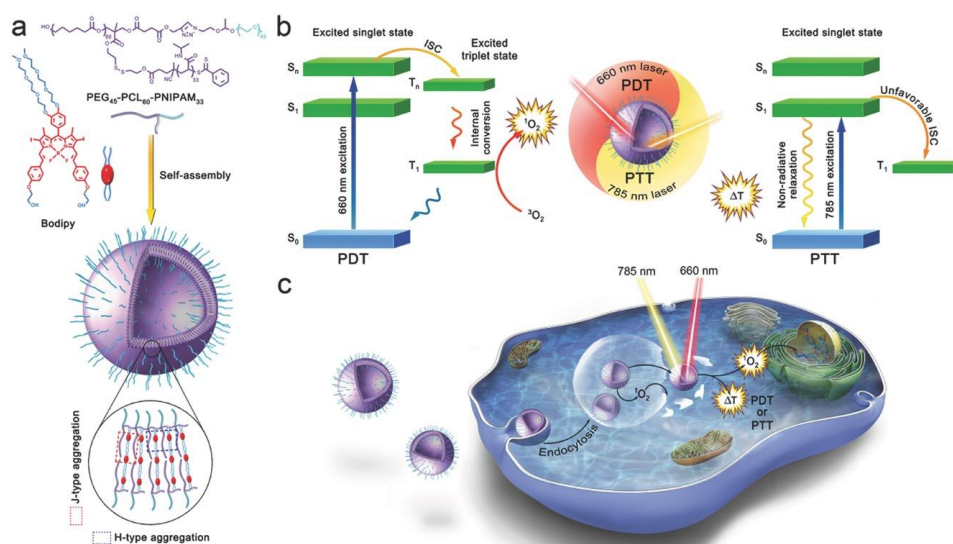 a
HO
PEG45-PCL60-PNIPAM33
Bodipy
Self-assembly
J-type aggregation
H-type aggregation
b
Excited singlet state
ISC
Excited triplet state
Sn
Tn
S1
660 nm excitation
Internal conversion
T1
¹O2
³O2
S0
PDT
660 nm laser
PDT
PTT
785 nm laser
Excited singlet state
Sn
S1
Unfavorable ISC
T1
ΔT
Non-radiative relaxation
785 nm excitation
S0
PTT
c
785 nm
660 nm
¹O2
¹O2
ΔT
PDT
or
PTT
Endocytosis